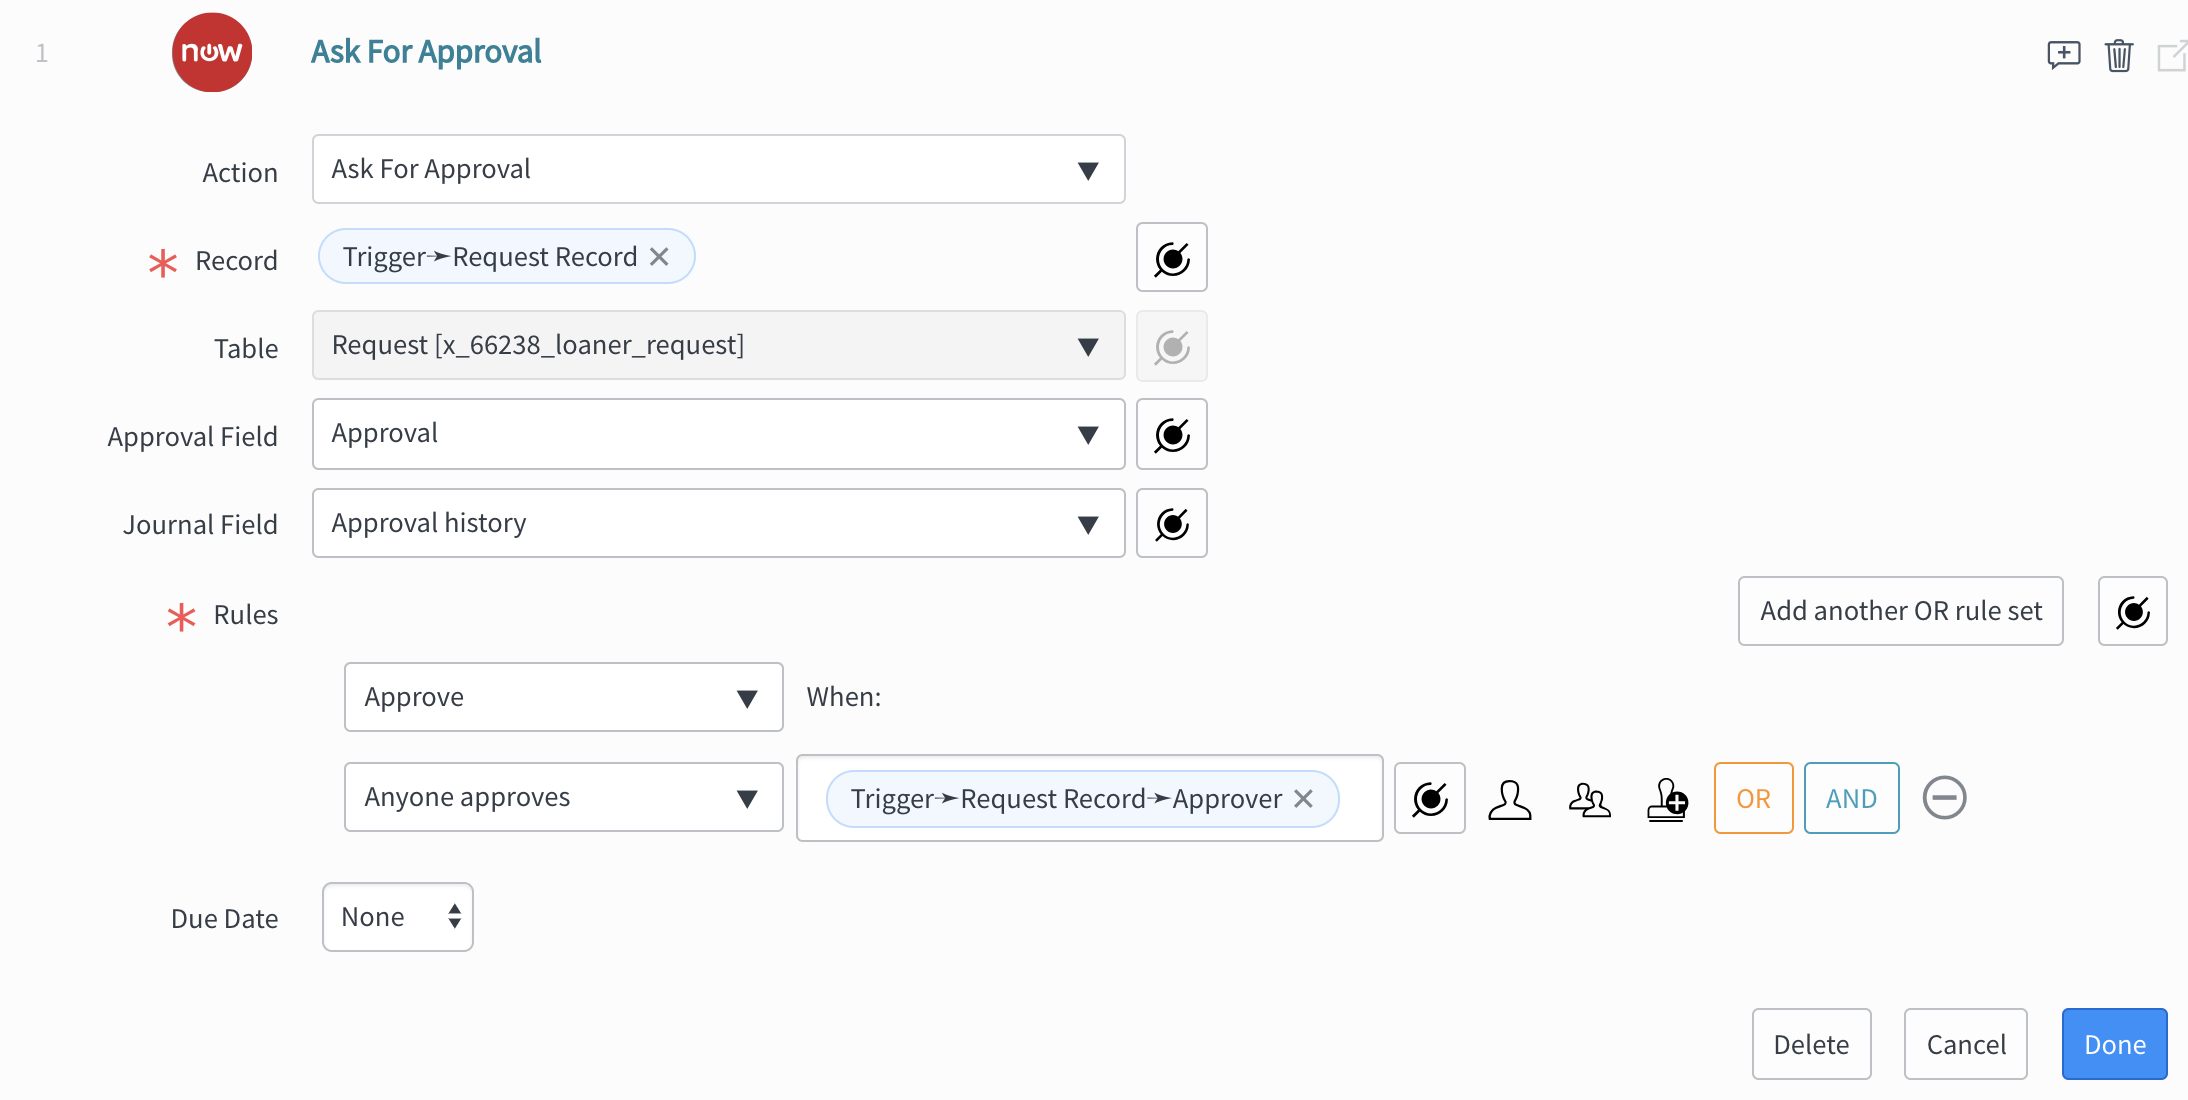 1 now Ask For Approval
Action Ask For Approval
* Record Trigger➛Request Record ✕
Table Request [x_66238_loaner_request]
Approval Field Approval
Journal Field Approval history
* Rules Add another OR rule set
Approve When:
Anyone approves Trigger➛Request Record➛Approver ✕ OR AND
Due Date None
Delete Cancel Done